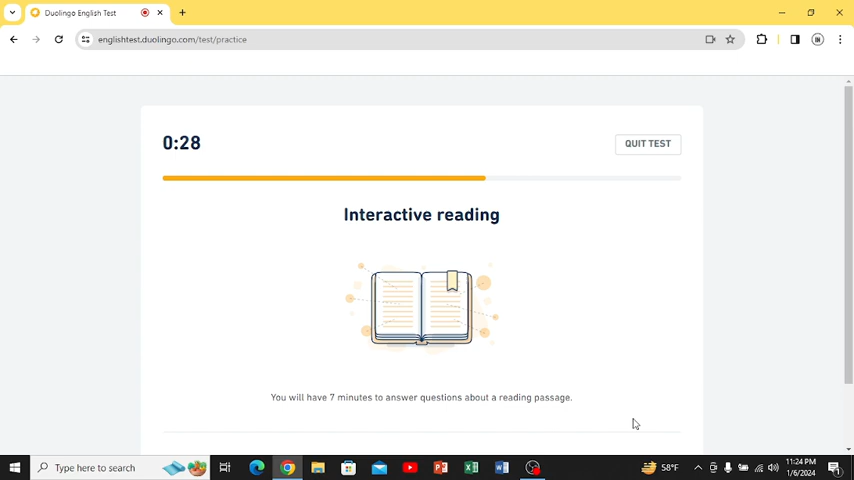 Duolingo English Test
englishtest.duolingo.com/test/practice
0:28
QUIT TEST
Interactive reading
You will have 7 minutes to answer questions about a reading passage.
Type here to search
58°F
11:24 PM
1/6/2024